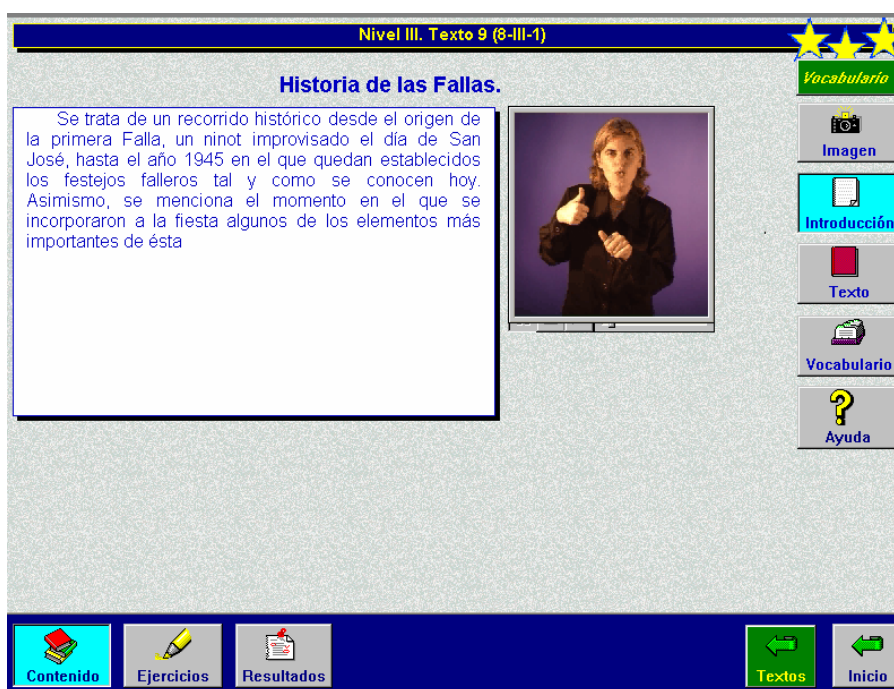 Nivel III. Texto 9 (8-III-1)
Historia de las Fallas.
Se trata de un recorrido histórico desde el origen de
la primera Falla, un ninot improvisado el día de San
José, hasta el año 1945 en el que quedan establecidos
los festejos falleros tal y como se conocen hoy.
Asimismo, se menciona el momento en el que se
incorporaron a la fiesta algunos de los elementos más
importantes de ésta
Vocabulario
Imagen
Introducción
Texto
Vocabulario
Ayuda
Contenido
Ejercicios
Resultados
Textos
Inicio